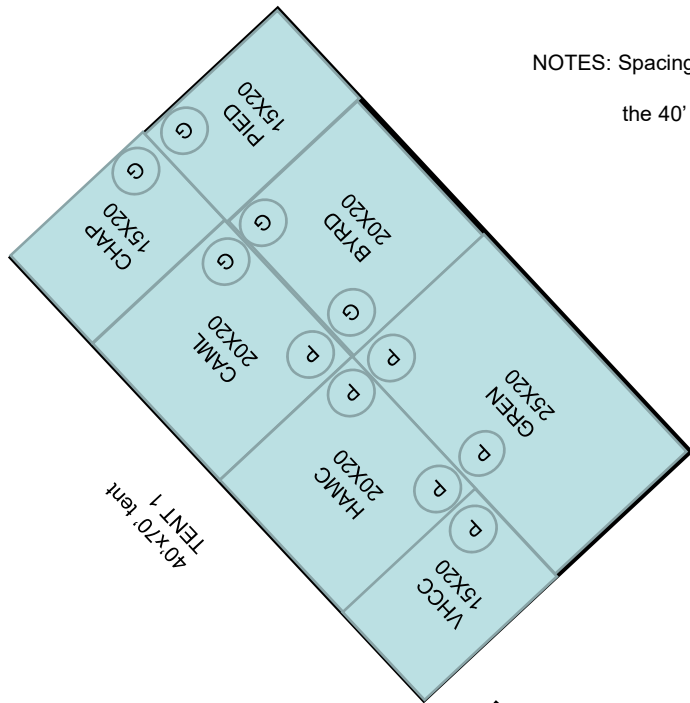 NOTES: Spacing
the 40'
PIED
15X20
G
G
CHAP
15X20
G
BYRD
20X20
G
CAML
20X20
G
P
P
P
GREN
25X20
HAMC
20X20
P
P
P
VHCC
15X20
TENT 1
40'x70' tent